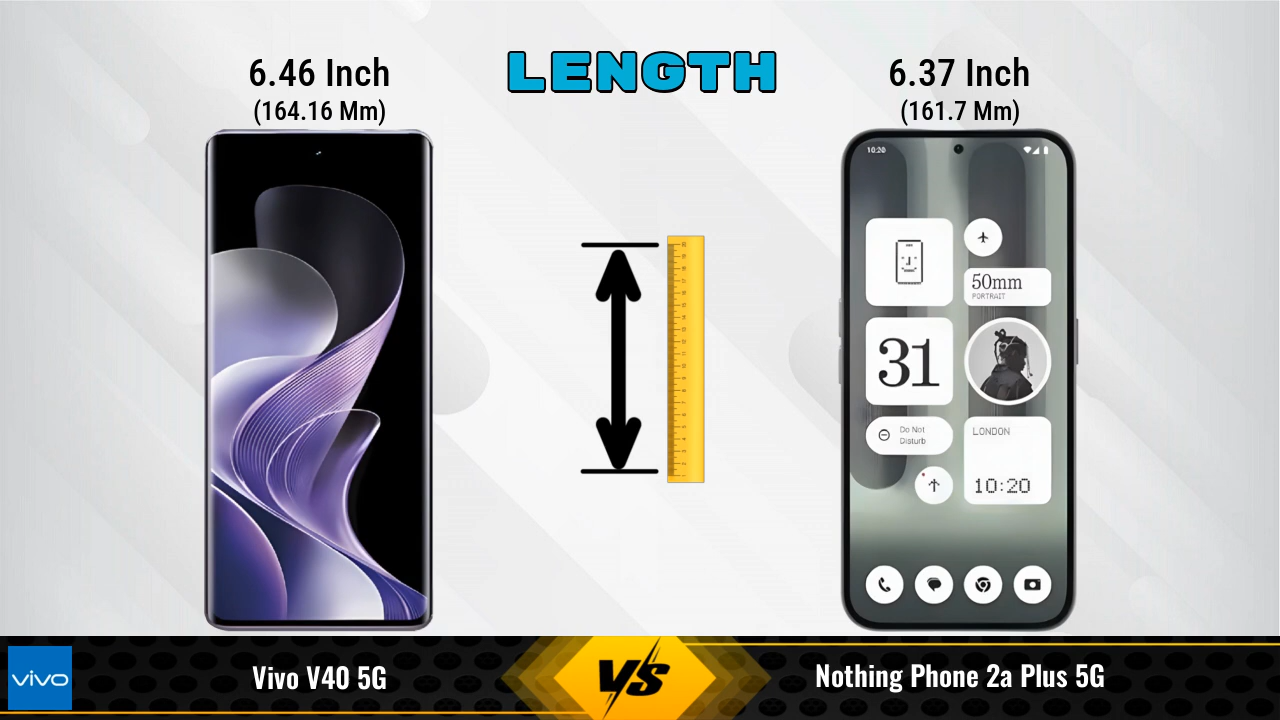 LENGTH
6.46 Inch
(164.16 Mm)
6.37 Inch
(161.7 Mm)
10:20
50mm
PORTRAIT
31
Do Not
Disturb
LONDON
10:20
vivo
Vivo V40 5G
VS
Nothing Phone 2a Plus 5G